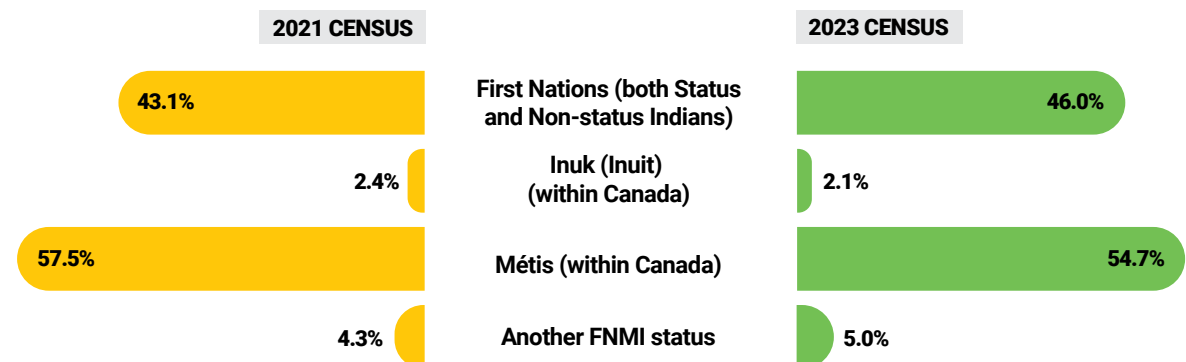 2021 CENSUS
2023 CENSUS
43.1%
First Nations (both Status
and Non-status Indians)
46.0%
2.4%
Inuk (Inuit)
(within Canada)
2.1%
57.5%
Métis (within Canada)
54.7%
4.3%
Another FNMI status
5.0%